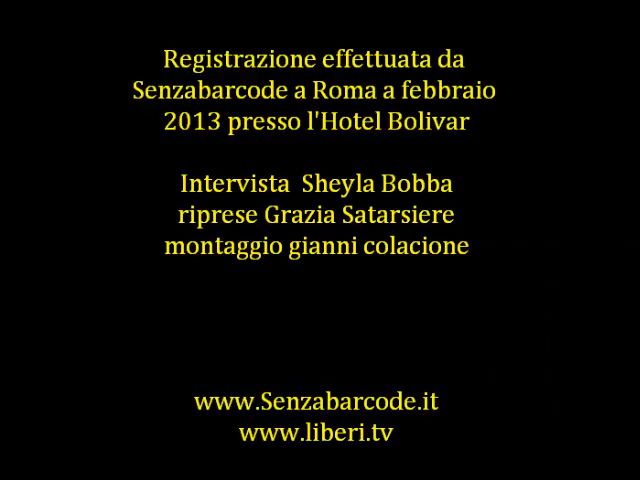 Registrazione effettuata da
Senzabarcode a Roma a febbraio
2013 presso l'Hotel Bolivar
Intervista  Sheyla Bobba
riprese Grazia Satarsiere
montaggio gianni colacione
www.Senzabarcode.it
www.liberi.tv